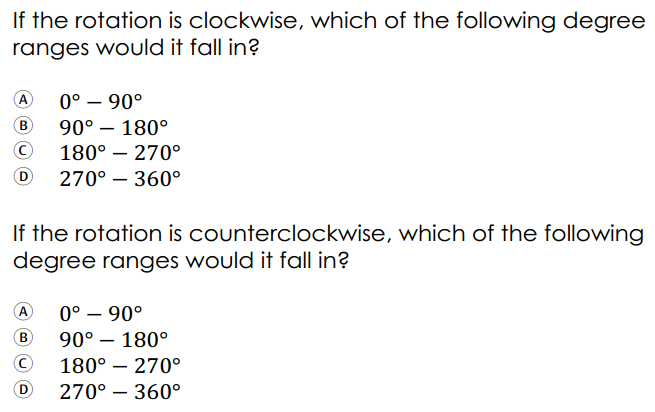 If the rotation is clockwise, which of the following degree
ranges would it fall in?
Ⓐ 0° – 90°
Ⓑ 90° – 180°
Ⓒ 180° – 270°
Ⓓ 270° – 360°
If the rotation is counterclockwise, which of the following
degree ranges would it fall in?
Ⓐ 0° – 90°
Ⓑ 90° – 180°
Ⓒ 180° – 270°
Ⓓ 270° – 360°